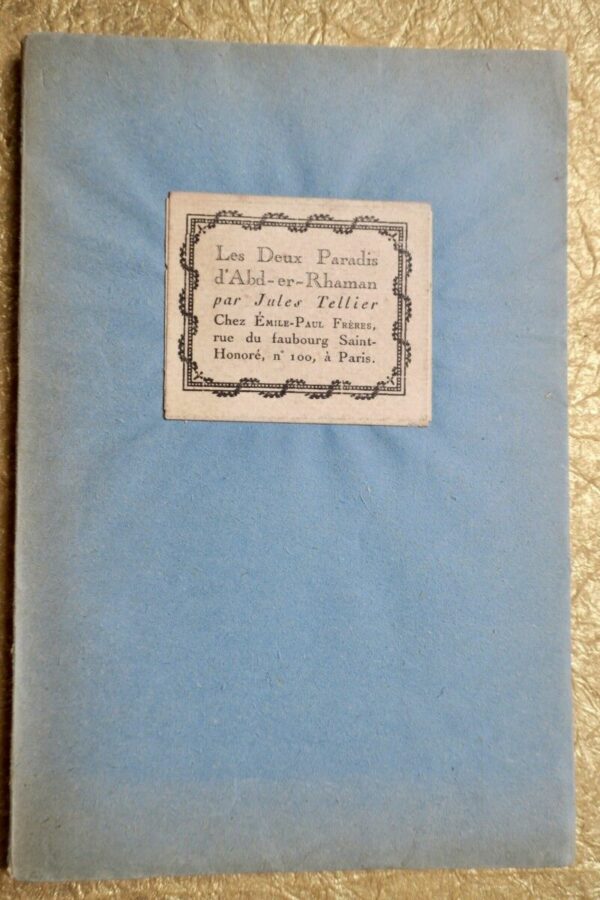 Les Deux Paradis
d'Abd-er-Rhaman
par Jules Tellier
Chez ÉMILE-PAUL FRÈRES,
rue du faubourg Saint-
Honoré, n° 100, à Paris.